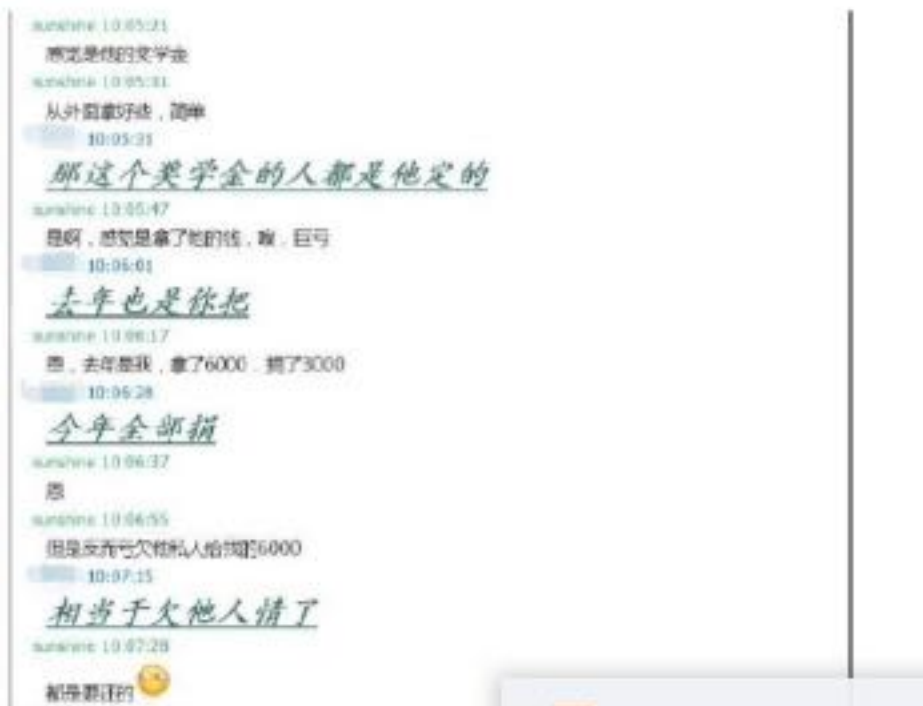 sunshine 10:05:21
感觉是他的奖学金
sunshine 10:05:31
从外面拿好些，简单
10:05:31
那这个奖学金的人都是他定的
sunshine 10:05:47
是啊，感觉是拿了他的钱，唉，巨亏
10:06:01
去年也是你把
sunshine 10:06:17
恩，去年是我，拿了6000，捐了3000
10:06:28
今年全部捐
sunshine 10:06:37
恩
sunshine 10:06:55
但是反而亏欠他私人给我的6000
10:07:15
相当于欠他人情了
sunshine 10:07:28
都是要还的